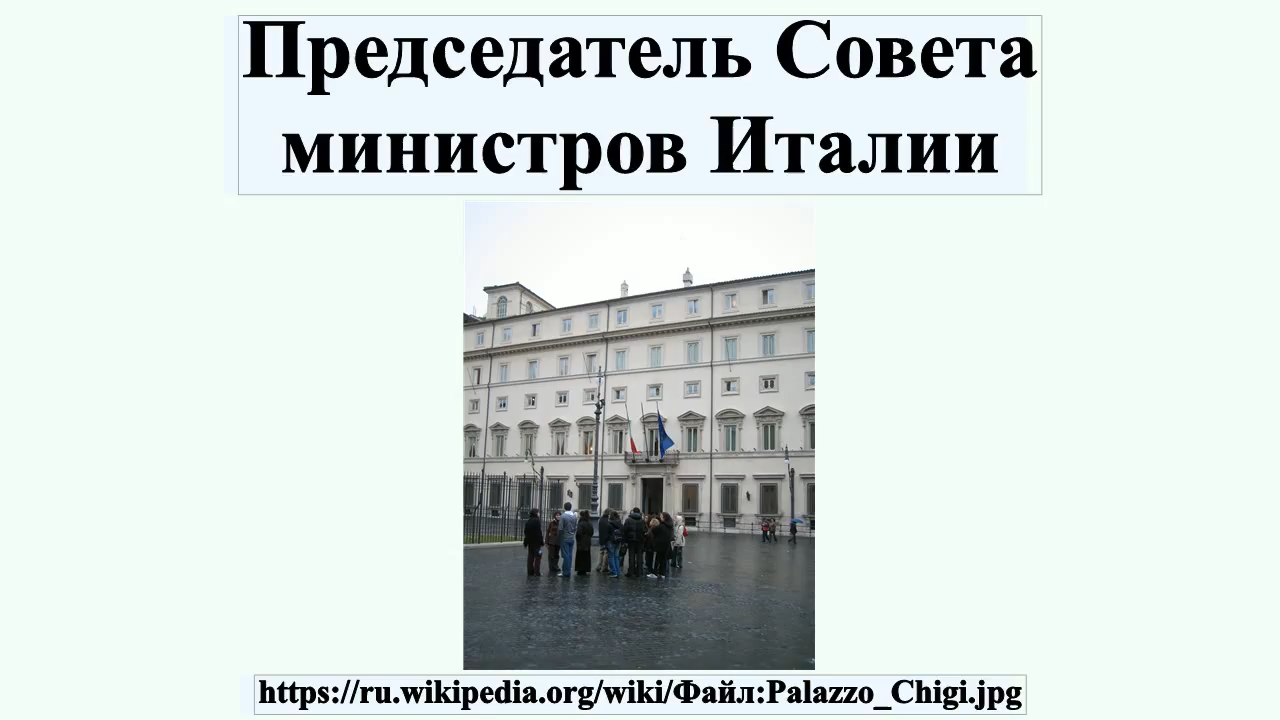 Председатель Совета
министров Италии
https://ru.wikipedia.org/wiki/Файл:Palazzo_Chigi.jpg